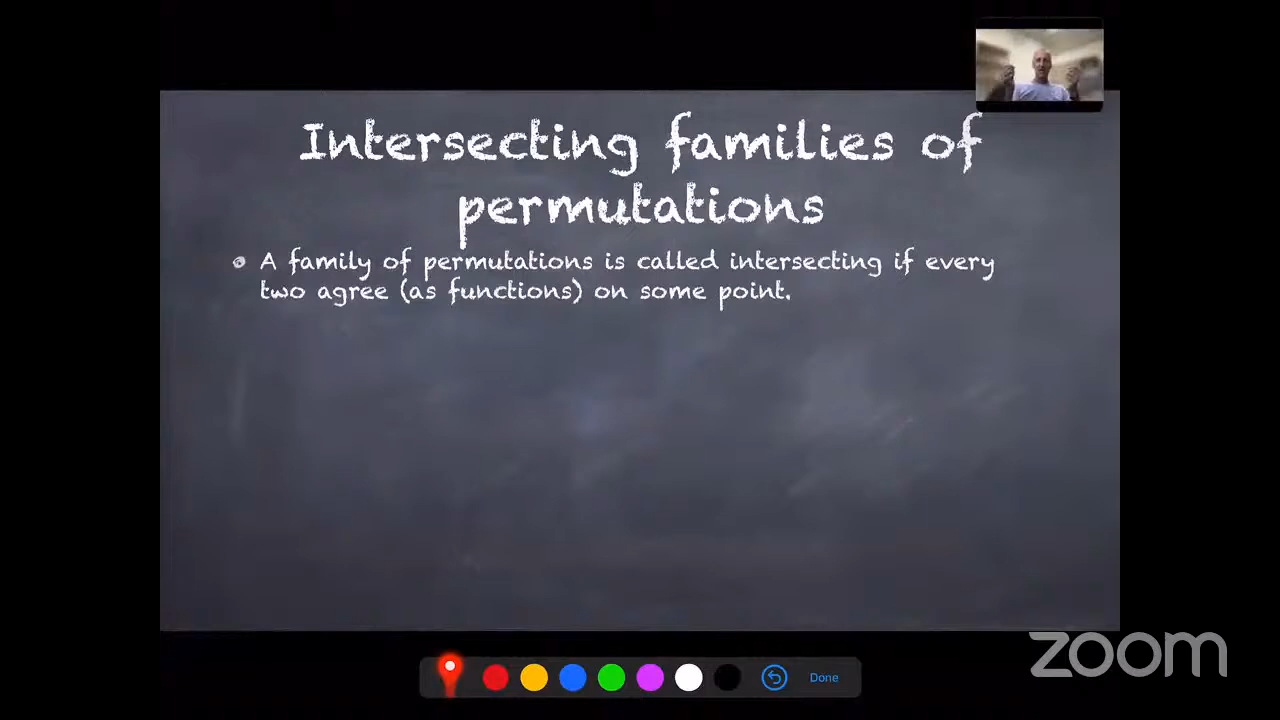 Intersecting families of
permutations
A family of permutations is called intersecting if every
two agree (as functions) on some point.
Done
zoom